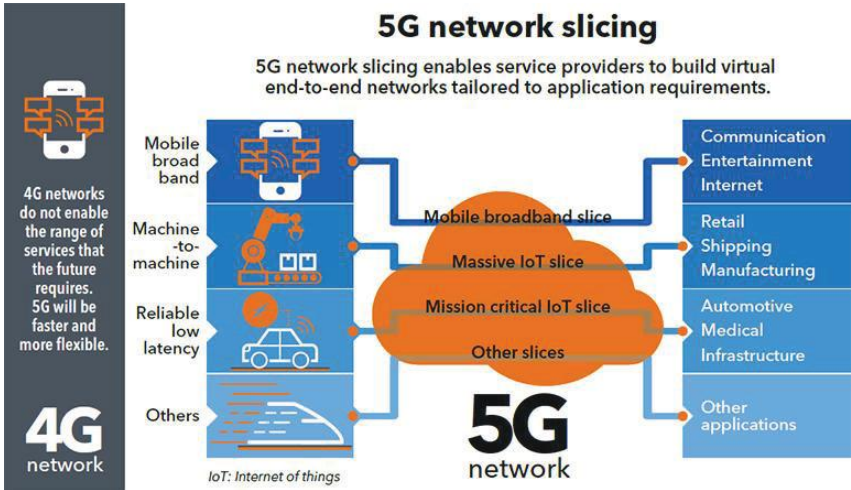 5G network slicing
5G network slicing enables service providers to build virtual
end-to-end networks tailored to application requirements.
4G networks
do not enable
the range of
services that
the future
requires.
5G will be
faster and
more flexible.
4G
network
Mobile
broad
band
Machine
-to-
machine
Reliable
low
latency
Others
Mobile broadband slice
Massive IoT slice
Mission critical IoT slice
Other slices
5G
network
Communication
Entertainment
Internet
Retail
Shipping
Manufacturing
Automotive
Medical
Infrastructure
Other
applications
IoT: Internet of things